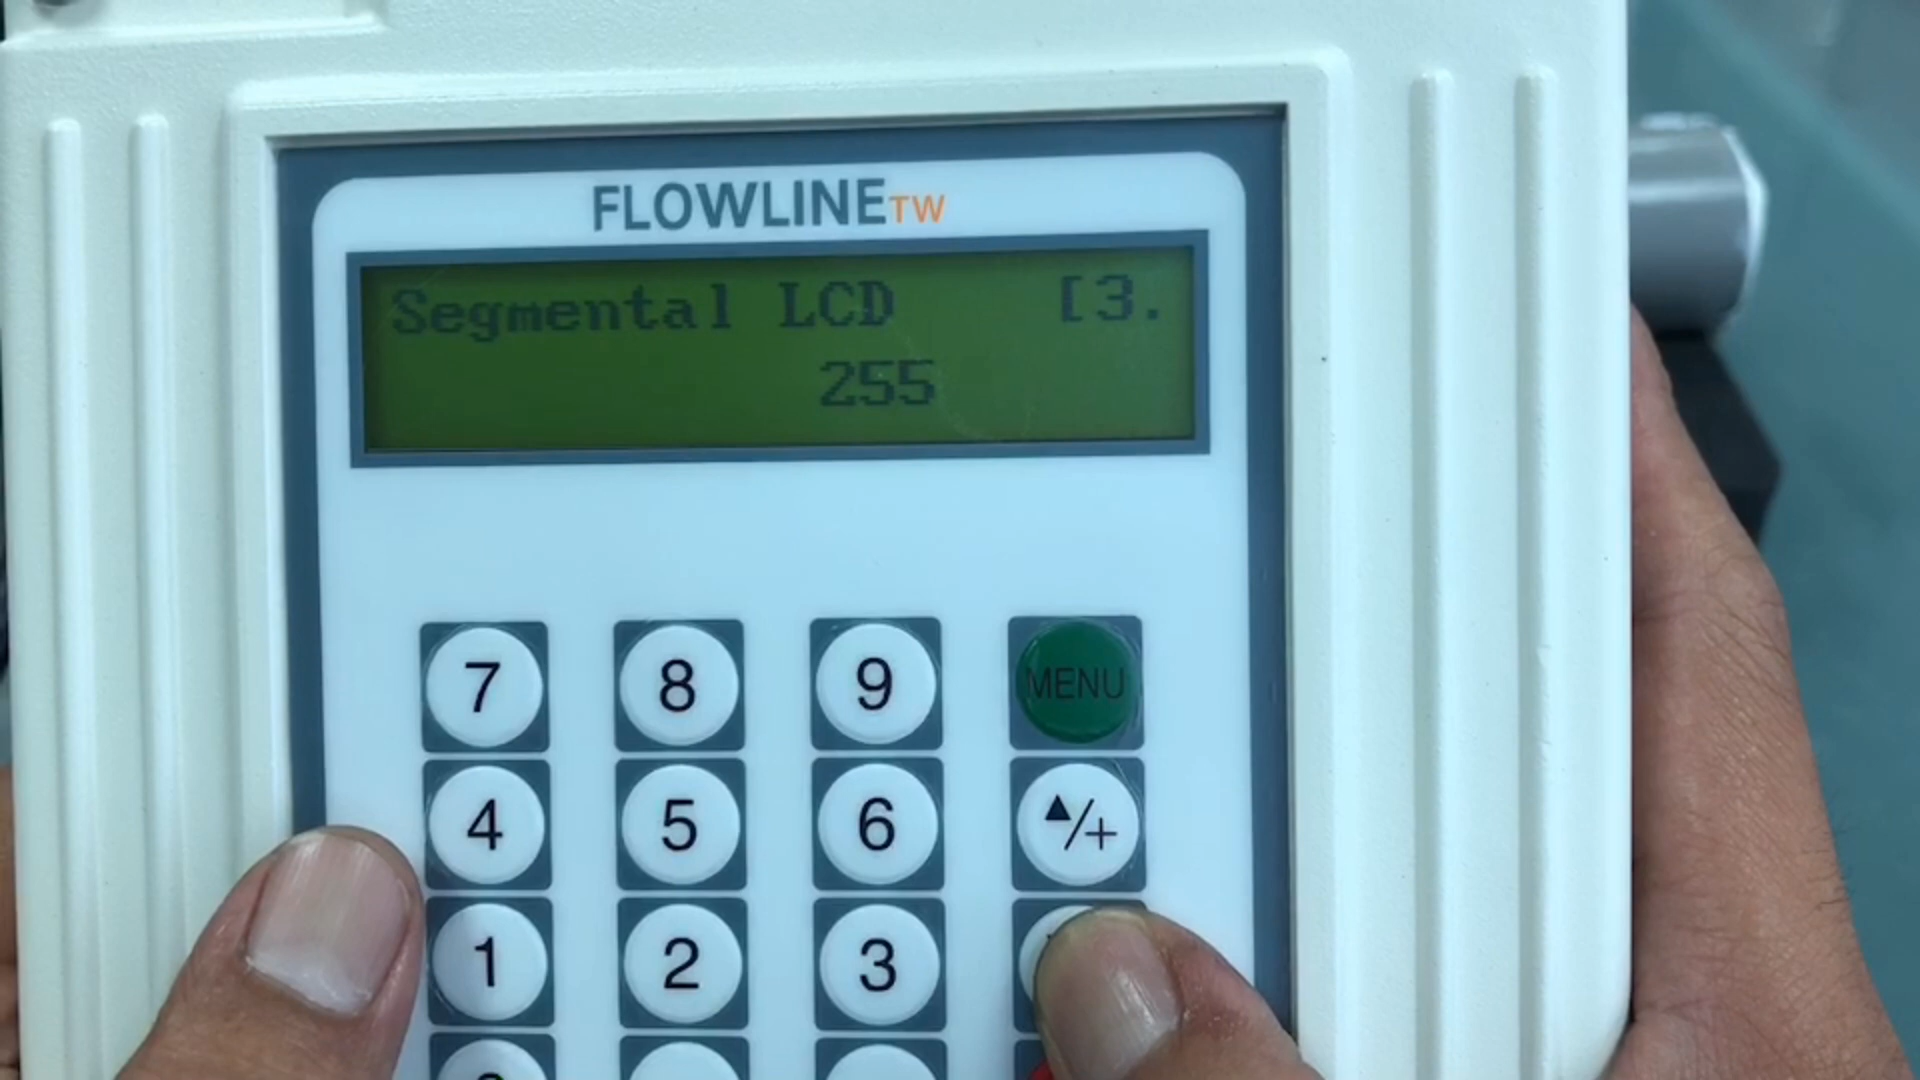 FLOWLINETW
Segmental LCD [3.
255
7 8 9 MENU
4 5 6 ▲/+
1 2 3